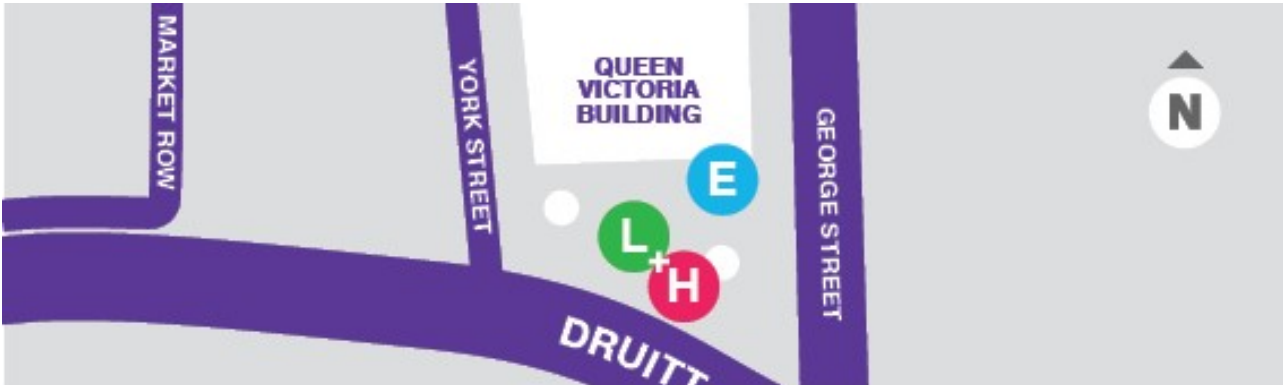 MARKET ROW
YORK STREET
QUEEN
VICTORIA
BUILDING
GEORGE STREET
N
E
L
+
H
DRUITT